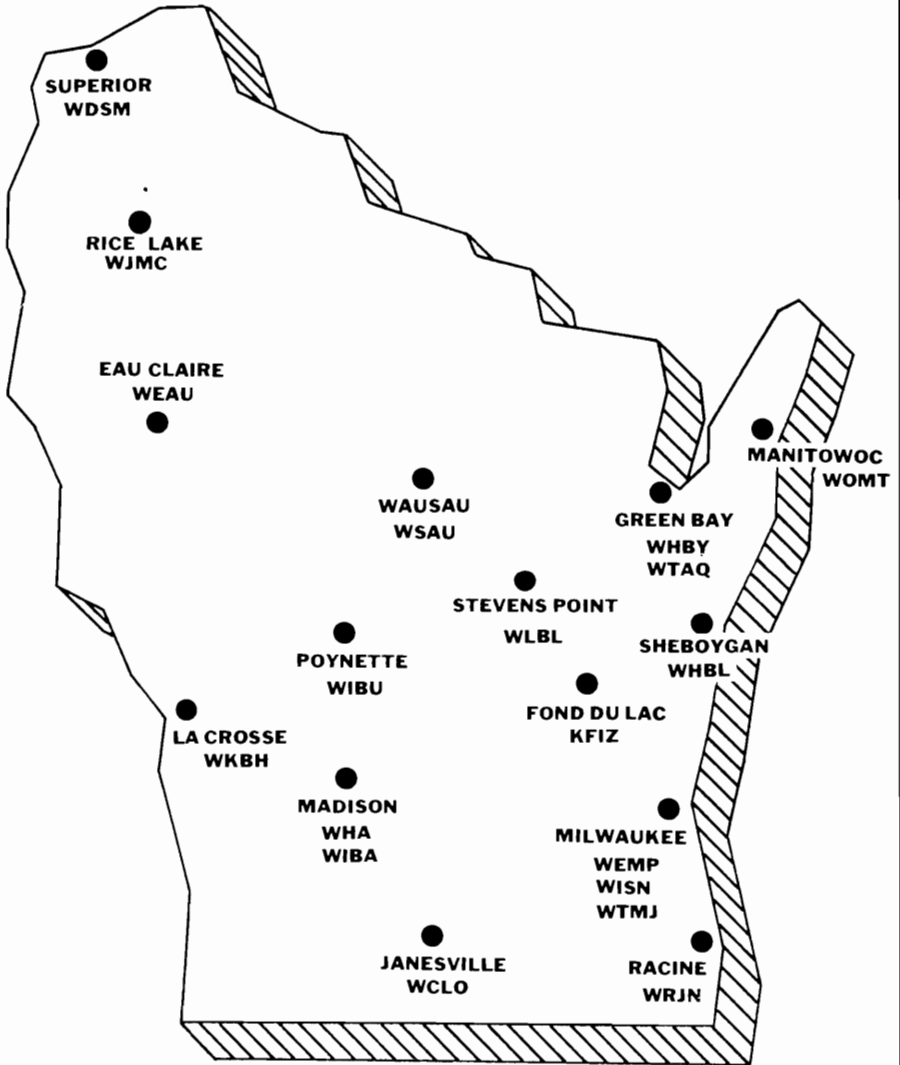 SUPERIOR
WDSM
RICE LAKE
WJMC
EAU CLAIRE
WEAU
MANITOWOC
WOMT
WAUSAU
WSAU
GREEN BAY
WHBY
WTAQ
STEVENS POINT
WLBL
SHEBOYGAN
WHBL
POYNETTE
WIBU
FOND DU LAC
KFIZ
LA CROSSE
WKBH
MADISON
WHA
WIBA
MILWAUKEE
WEMP
WISN
WTMJ
JANESVILLE
WCLO
RACINE
WRJN